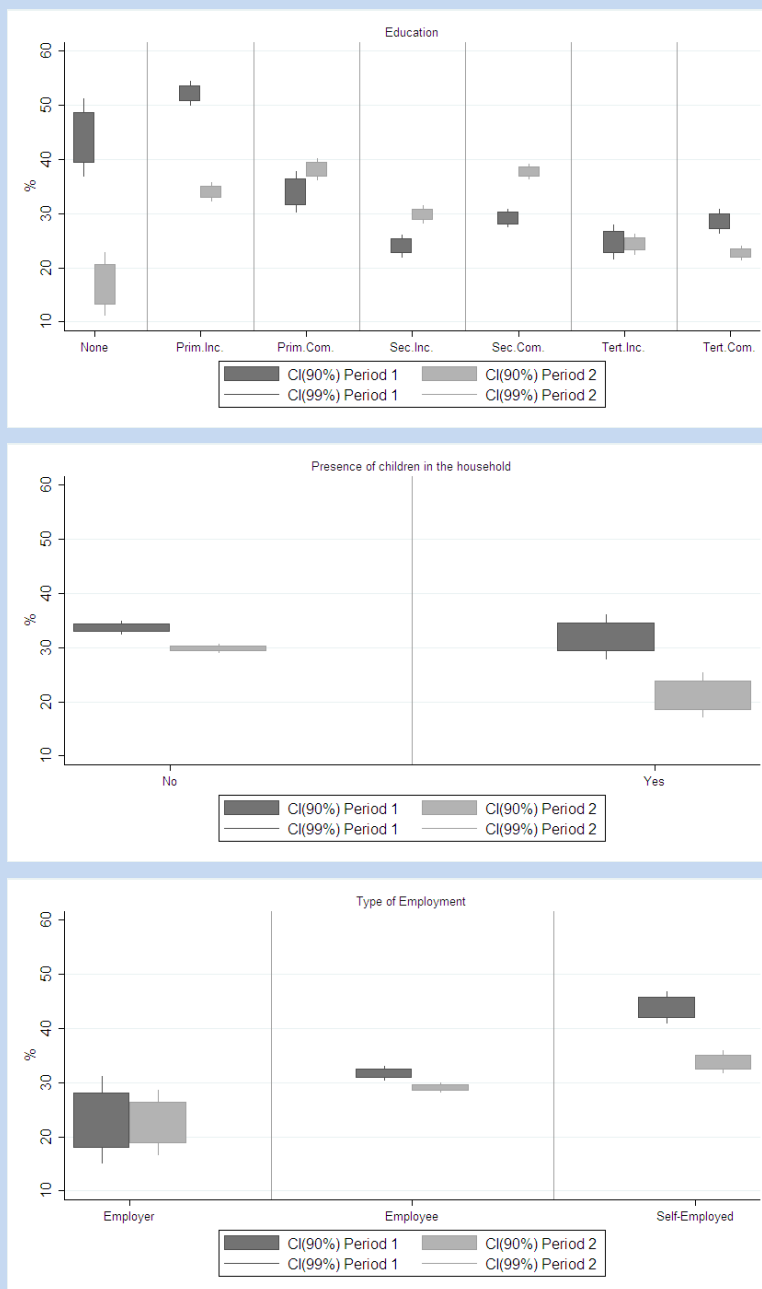 Education
60
50
40
30
20
10
%
None Prim.Inc. Prim.Com. Sec.Inc. Sec.Com. Tert.Inc. Tert.Com.
CI(90%) Period 1 CI(90%) Period 2
CI(99%) Period 1 CI(99%) Period 2
Presence of children in the household
60
50
40
30
20
10
%
No Yes
CI(90%) Period 1 CI(90%) Period 2
CI(99%) Period 1 CI(99%) Period 2
Type of Employment
60
50
40
30
20
10
%
Employer Employee Self-Employed
CI(90%) Period 1 CI(90%) Period 2
CI(99%) Period 1 CI(99%) Period 2